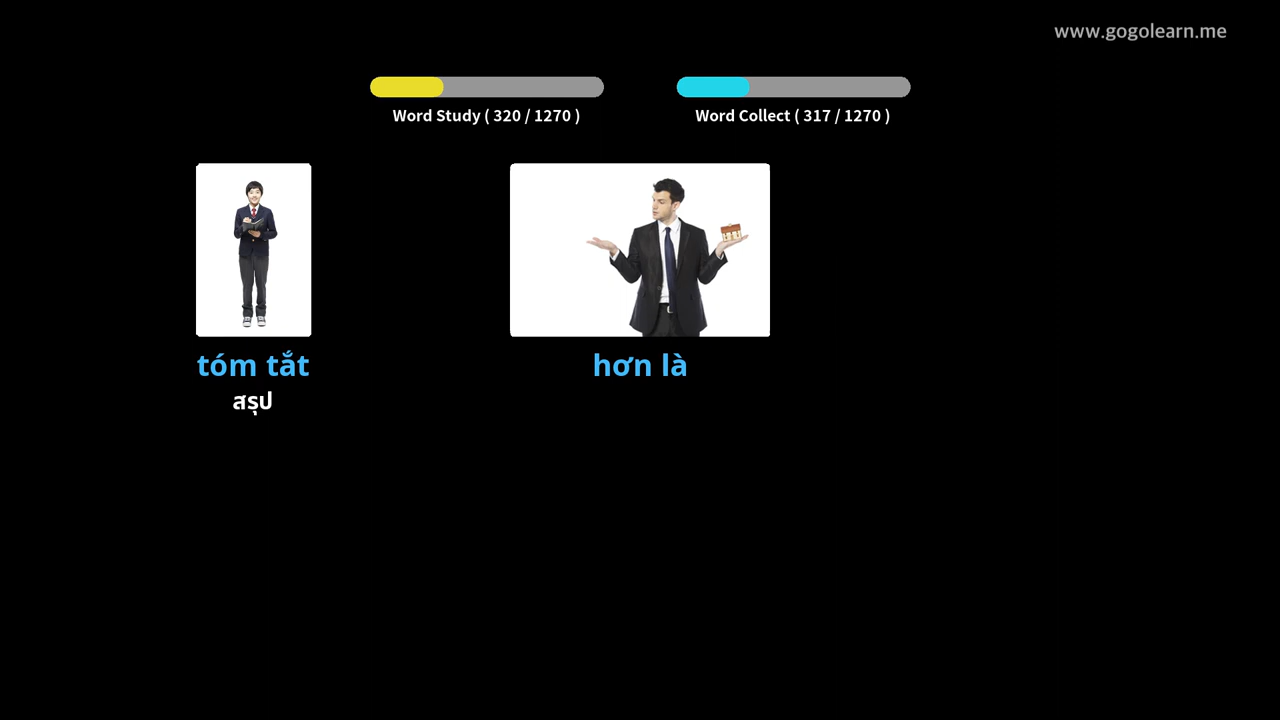 www.gogolearn.me
Word Study ( 320 / 1270 )
Word Collect ( 317 / 1270 )
tóm tắt
hơn là
สรุป